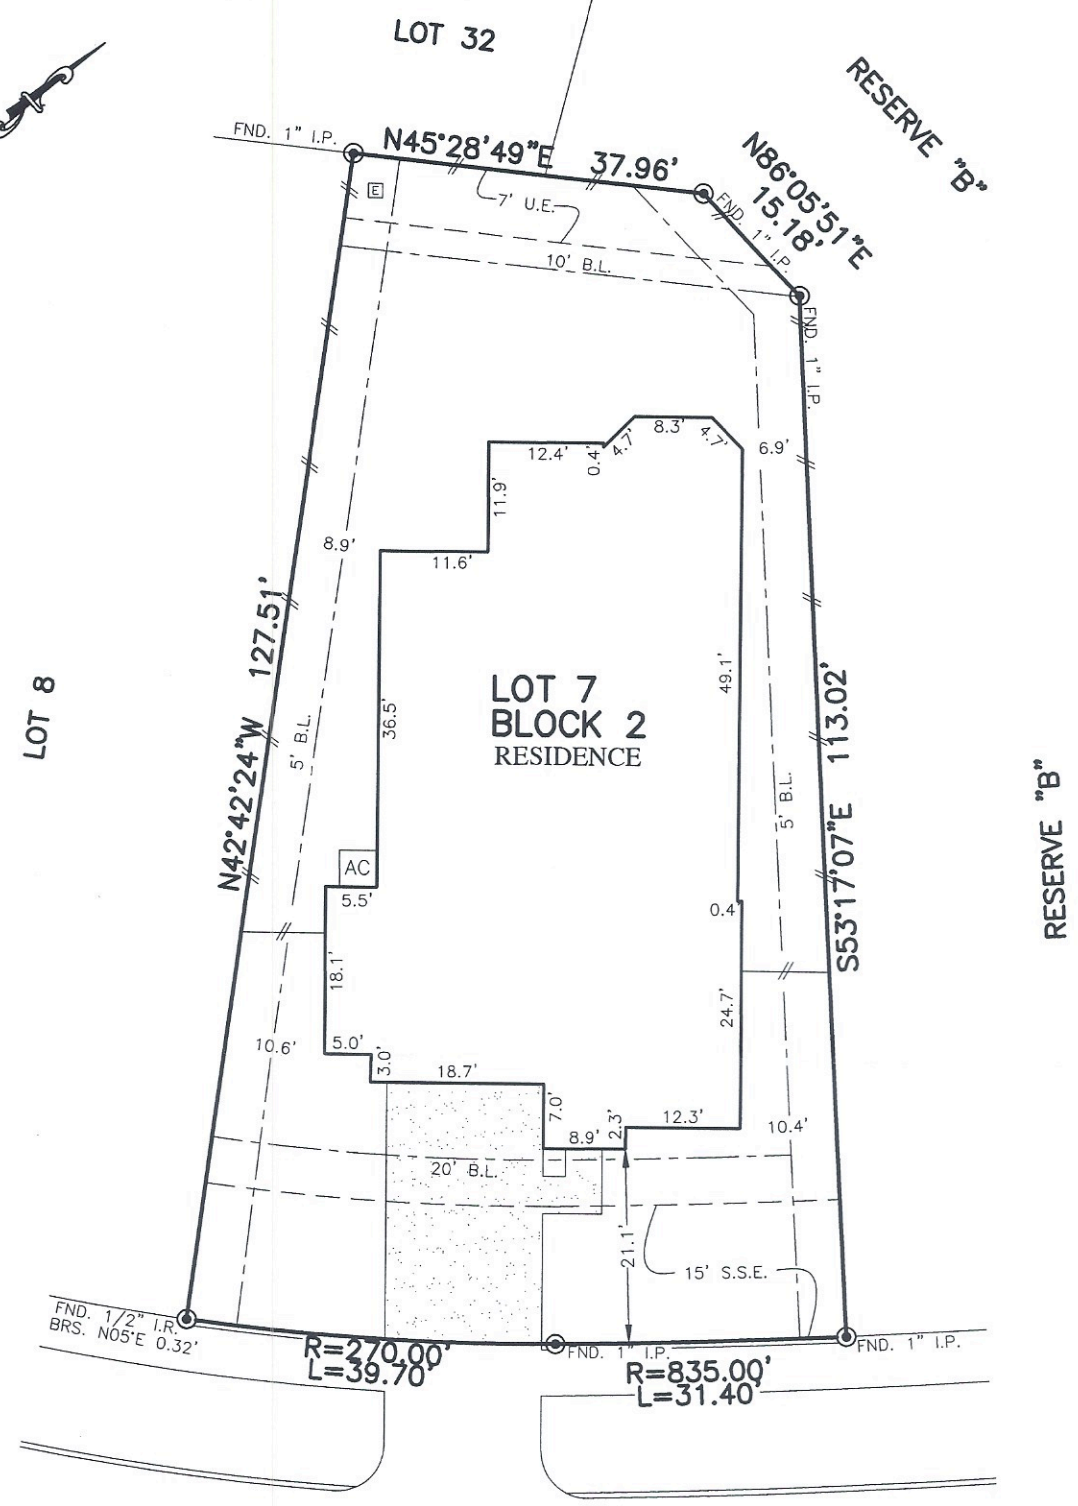 LOT 32
RESERVE "B"
FND. 1" I.P.
N45°28'49"E 37.96'
N86°05'51"E
15.18'
FND. 1" I.P.
E
7' U.E.
10' B.L.
FND. 1" I.P.
12.4'
0.4'
4.7'
8.3'
4.7'
6.9'
11.9'
8.9'
11.6'
N42°42'24"W 127.51'
LOT 8
5' B.L.
36.5'
LOT 7
BLOCK 2
RESIDENCE
49.1'
S53°17'07"E 113.02'
5' B.L.
RESERVE "B"
AC
5.5'
0.4'
18.1'
24.7'
10.6'
5.0'
3.0'
18.7'
7.0'
8.9'
2.3'
12.3'
10.4'
20' B.L.
21.1'
15' S.S.E.
FND. 1/2" I.R.
BRS. N05°E 0.32'
R=270.00'
L=39.70'
FND. 1" I.P.
R=835.00'
L=31.40'
FND. 1" I.P.